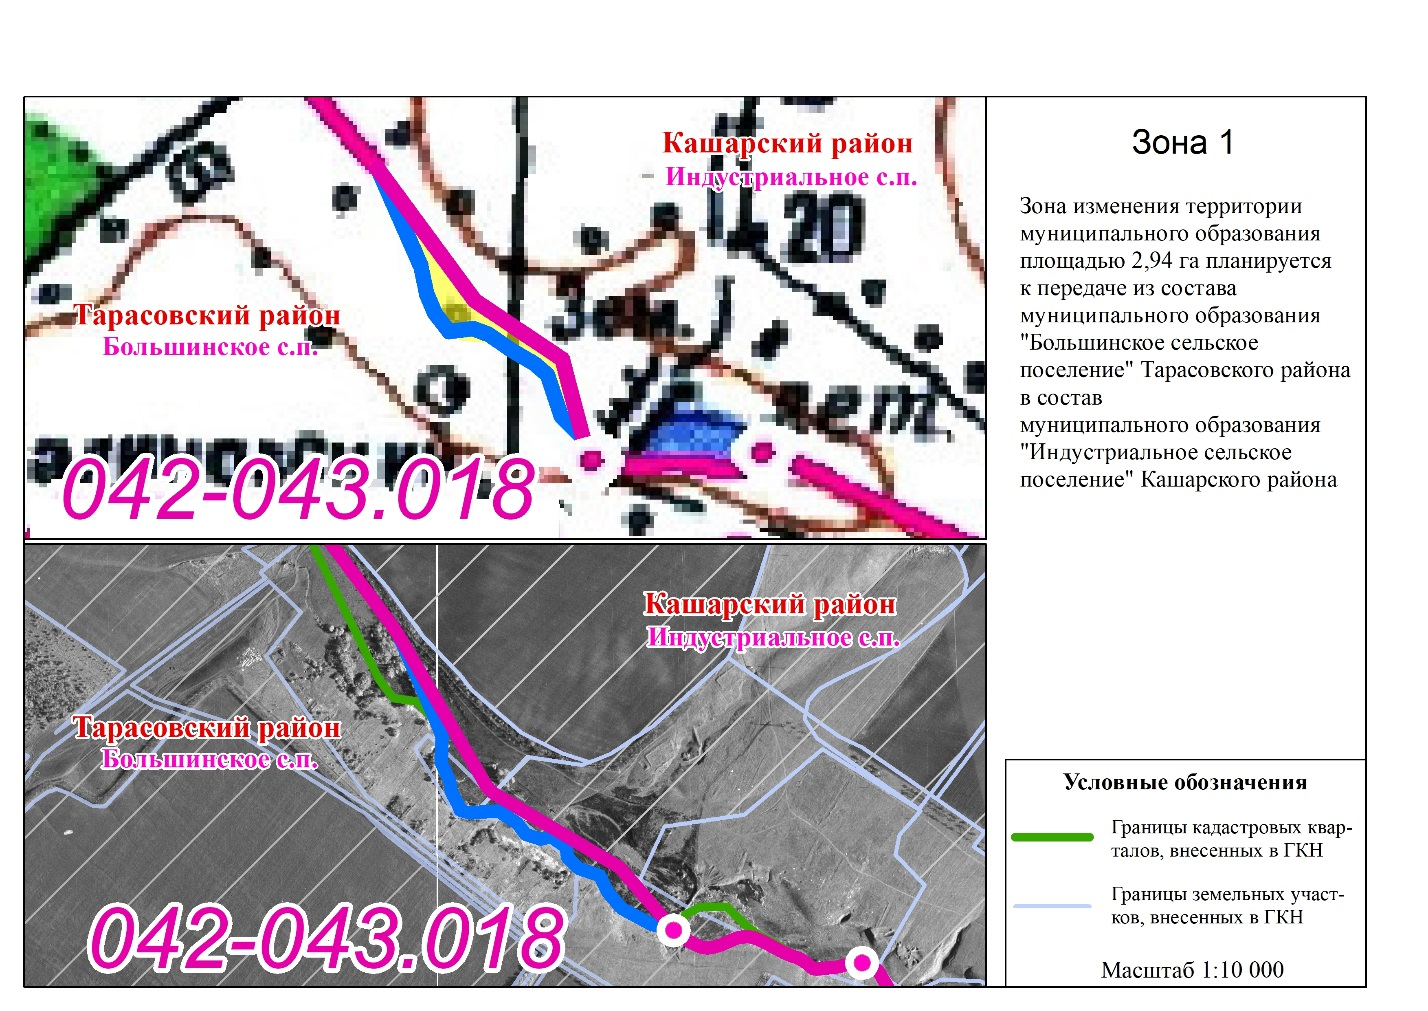 Кашарский район
Индустриальное с.п.
20
Зем.
Тарасовский район
Большинское с.п.
лет.
042-043.018
Кашарский район
Индустриальное с.п.
Тарасовский район
Большинское с.п.
042-043.018
Зона 1
Зона изменения территории
муниципального образования
площадью 2,94 га планируется
к передаче из состава
муниципального образования
"Большинское сельское
поселение" Тарасовского района
в состав
муниципального образования
"Индустриальное сельское
поселение" Кашарского района
Условные обозначения
Границы кадастровых квар-
талов, внесенных в ГКН
Границы земельных участ-
ков, внесенных в ГКН
Масштаб 1:10 000